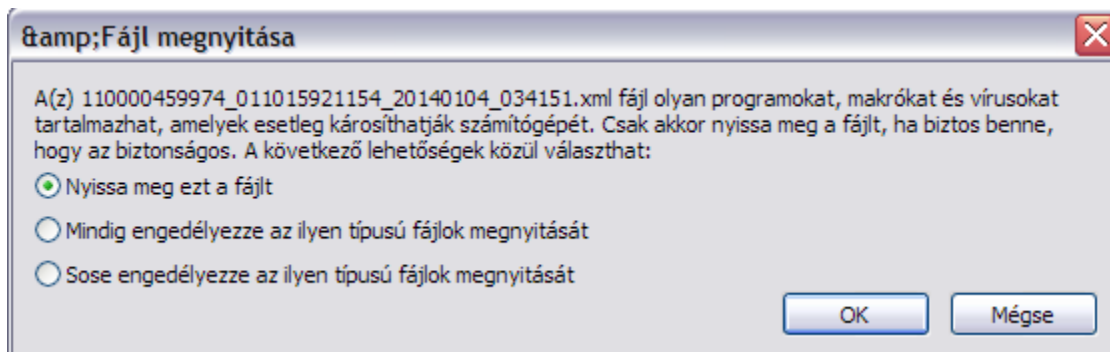 &amp;Fájl megnyitása
A(z) 110000459974_011015921154_20140104_034151.xml fájl olyan programokat, makrókat és vírusokat
tartalmazhat, amelyek esetleg károsíthatják számítógépét. Csak akkor nyissa meg a fájlt, ha biztos benne,
hogy az biztonságos. A következő lehetőségek közül választhat:
Nyissa meg ezt a fájlt
Mindig engedélyezze az ilyen típusú fájlok megnyitását
Sose engedélyezze az ilyen típusú fájlok megnyitását
OK Mégse